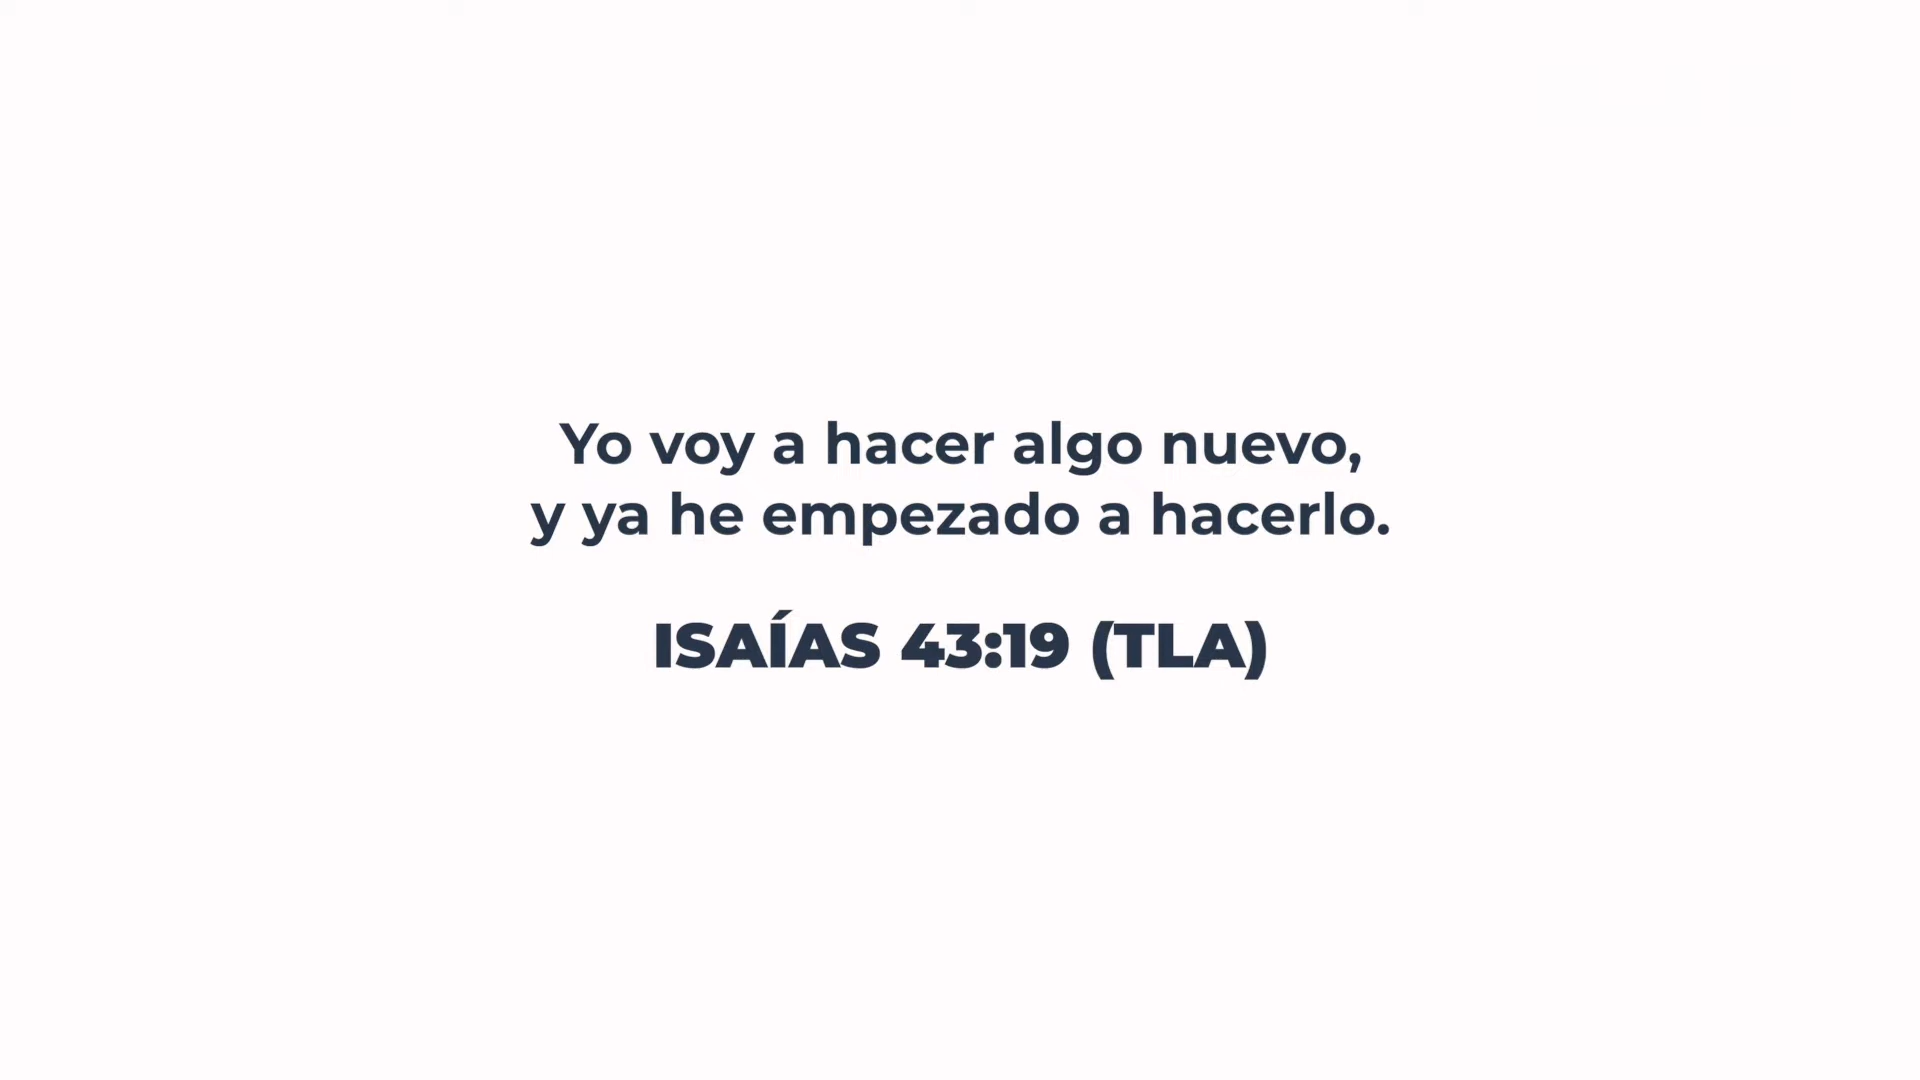 Yo voy a hacer algo nuevo,
y ya he empezado a hacerlo.
ISAÍAS 43:19 (TLA)